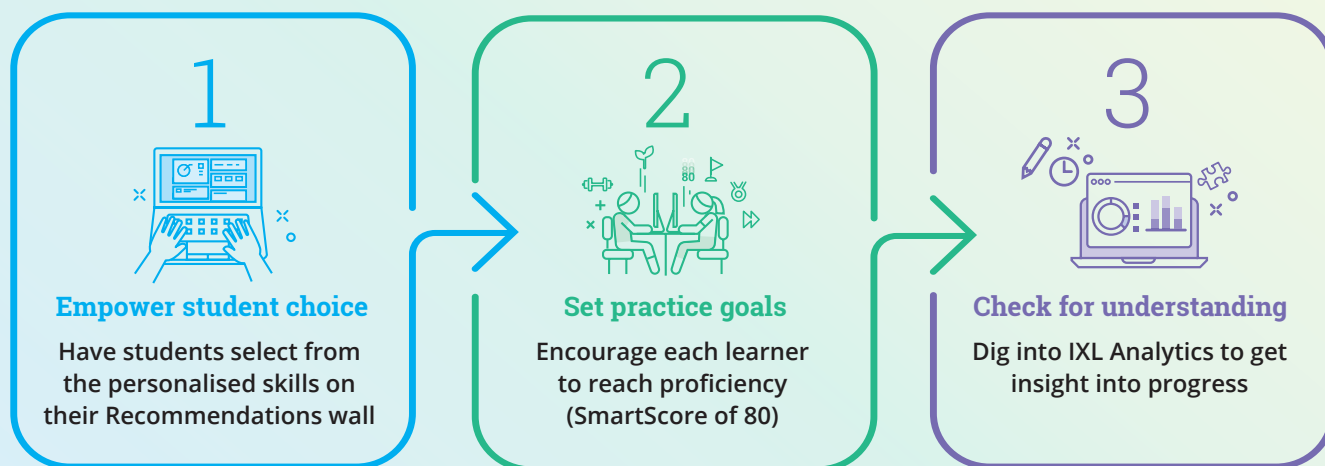 1
Empower student choice
Have students select from
the personalised skills on
their Recommendations wall
2
80
Set practice goals
Encourage each learner
to reach proficiency
(SmartScore of 80)
3
Check for understanding
Dig into IXL Analytics to get
insight into progress